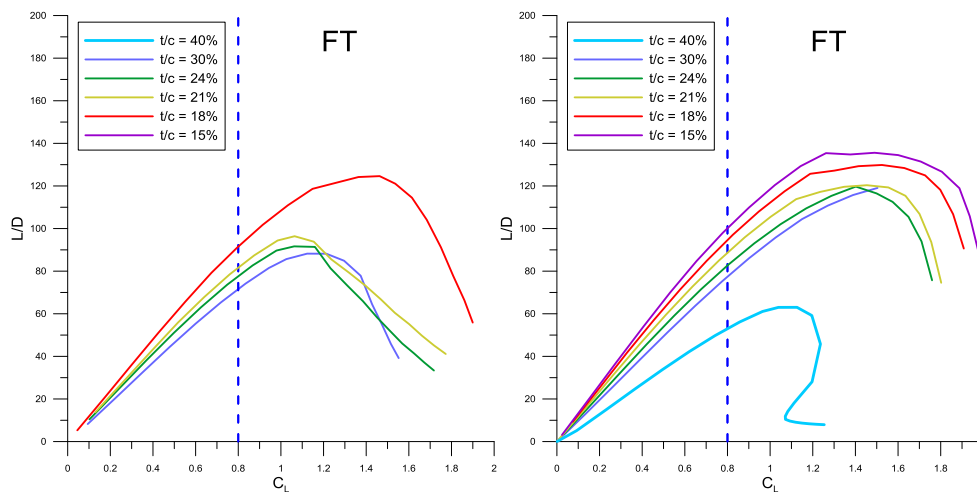 FT
t/c = 40%
t/c = 30%
t/c = 24%
t/c = 21%
t/c = 18%
t/c = 15%
L/D
200
180
160
140
120
100
80
60
40
20
0
0 0.2 0.4 0.6 0.8 1 1.2 1.4 1.6 1.8 2
CL
FT
t/c = 40%
t/c = 30%
t/c = 24%
t/c = 21%
t/c = 18%
t/c = 15%
L/D
200
180
160
140
120
100
80
60
40
20
0
0 0.2 0.4 0.6 0.8 1 1.2 1.4 1.6 1.8
CL